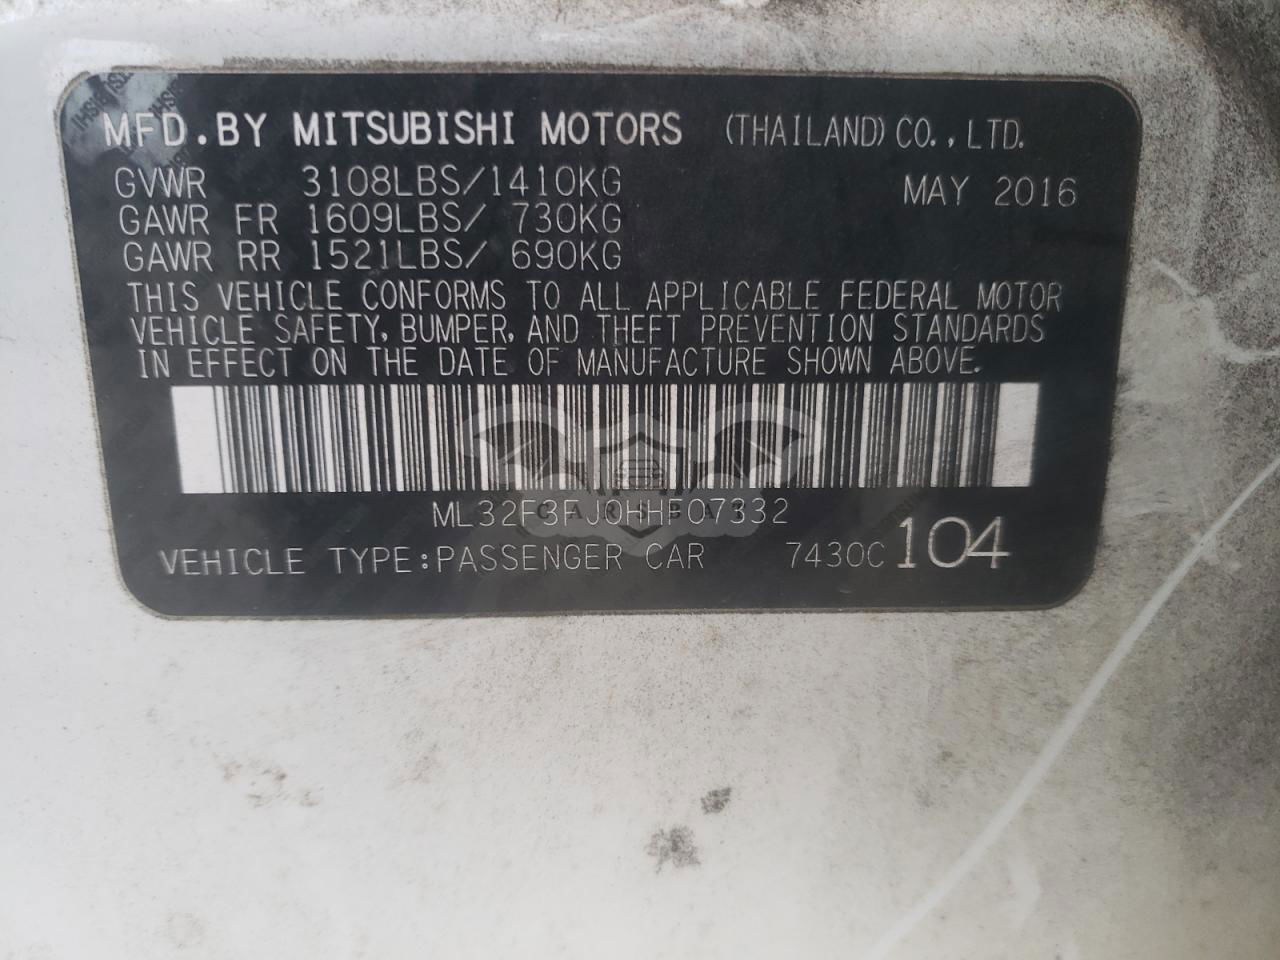 MFD.BY MITSUBISHI MOTORS (THAILAND)CO.,LTD.
GVWR 3108LBS/1410KG MAY 2016
GAWR FR 1609LBS/ 730KG
GAWR RR 1521LBS/ 690KG
THIS VEHICLE CONFORMS TO ALL APPLICABLE FEDERAL MOTOR
VEHICLE SAFETY, BUMPER, AND THEFT PREVENTION STANDARDS
IN EFFECT ON THE DATE OF MANUFACTURE SHOWN ABOVE.
ML32F3FJ0HHF07332
CARSBAT
VEHICLE TYPE:PASSENGER CAR 7430C 104